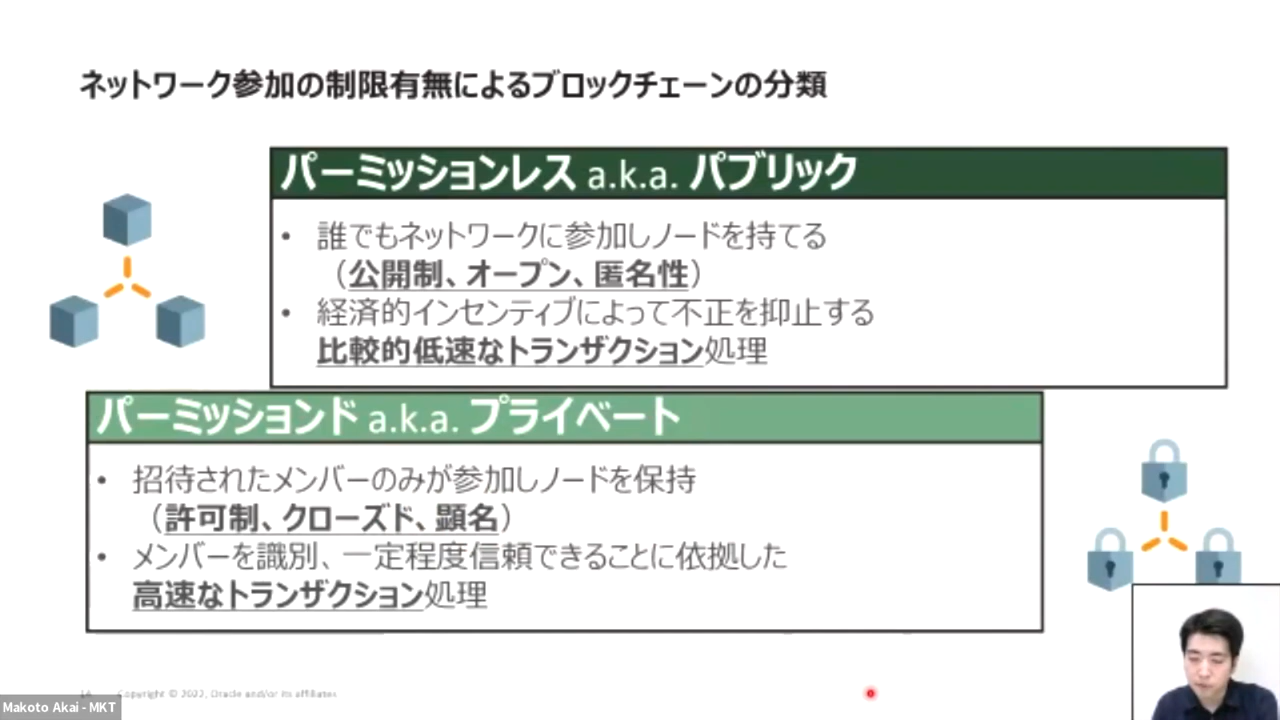 ネットワーク参加の制限有無によるブロックチェーンの分類
パーミッションレス a.k.a. パブリック
• 誰でもネットワークに参加しノードを持てる
（公開制、オープン、匿名性）
• 経済的インセンティブによって不正を抑止する
比較的低速なトランザクション処理
パーミッションド a.k.a. プライベート
• 招待されたメンバーのみが参加しノードを保持
（許可制、クローズド、顕名）
• メンバーを識別、一定程度信頼できることに依拠した
高速なトランザクション処理
14 Copyright © 2022, Oracle and/or its affiliates
Makoto Akai - MKT